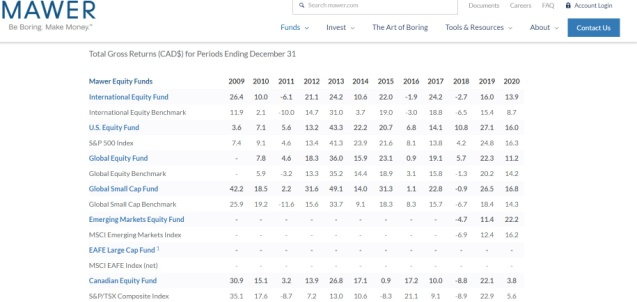 MAWER
Be Boring. Make Money.™
Search mawer.com
Documents Careers FAQ Account Login
Funds Invest The Art of Boring Tools & Resources About Contact Us
Total Gross Returns (CAD$) for Periods Ending December 31
Mawer Equity Funds 2009 2010 2011 2012 2013 2014 2015 2016 2017 2018 2019 2020
International Equity Fund 26.4 10.0 -6.1 21.1 24.2 10.6 22.0 -1.9 24.2 -2.7 16.0 13.9
International Equity Benchmark 11.9 2.1 -10.0 14.7 31.0 3.7 19.0 -3.0 18.8 -6.5 15.4 8.7
U.S. Equity Fund 3.6 7.1 5.6 13.2 43.3 22.2 20.7 6.8 14.1 10.8 27.1 16.0
S&P 500 Index 7.4 9.1 4.6 13.4 41.3 23.9 21.6 8.1 13.8 4.2 24.8 16.3
Global Equity Fund - 7.8 4.6 18.3 36.0 15.9 23.1 0.9 19.1 5.7 22.3 11.2
Global Equity Benchmark - 5.9 -3.2 13.3 35.2 14.4 18.9 3.1 15.8 -1.3 20.2 14.2
Global Small Cap Fund 42.2 18.5 2.2 31.6 49.1 14.0 31.3 1.1 22.8 -0.9 26.5 16.8
Global Small Cap Benchmark 25.9 19.2 -11.6 15.6 33.7 9.1 18.3 8.3 15.7 -6.7 18.4 14.3
Emerging Markets Equity Fund - - - - - - - - - -4.7 11.4 22.2
MSCI Emerging Markets Index - - - - - - - - - -6.9 12.4 16.2
EAFE Large Cap Fund 1 - - - - - - - - - - - -
MSCI EAFE Index (net) - - - - - - - - - - - -
Canadian Equity Fund 30.9 15.1 3.2 13.9 26.8 17.1 0.9 17.2 10.0 -8.8 22.1 3.8
S&P/TSX Composite Index 35.1 17.6 -8.7 7.2 13.0 10.6 -8.3 21.1 9.1 -8.9 22.9 5.6